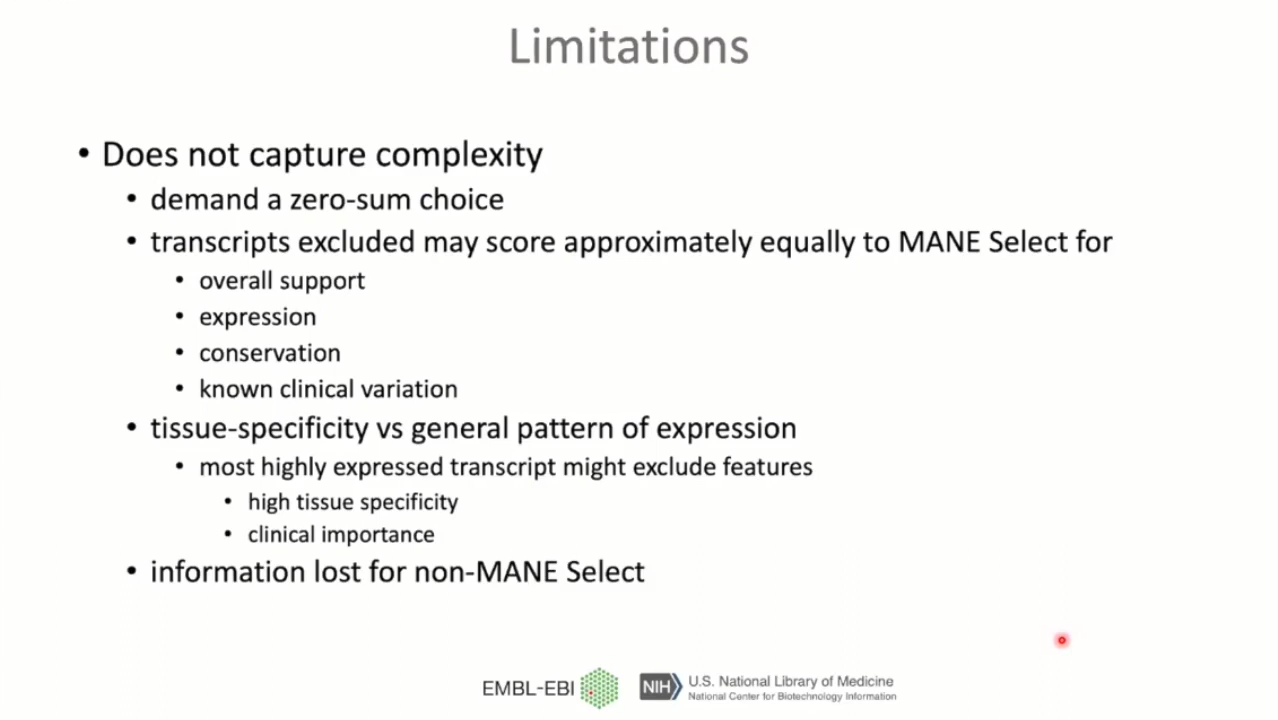 Limitations
• Does not capture complexity
• demand a zero-sum choice
• transcripts excluded may score approximately equally to MANE Select for
• overall support
• expression
• conservation
• known clinical variation
• tissue-specificity vs general pattern of expression
• most highly expressed transcript might exclude features
• high tissue specificity
• clinical importance
• information lost for non-MANE Select
EMBL-EBI
NIH
U.S. National Library of Medicine
National Center for Biotechnology Information